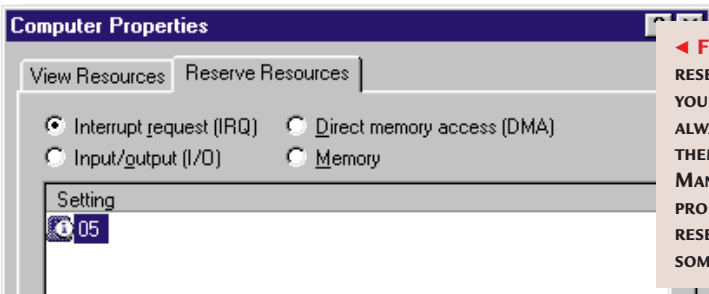 Computer Properties
View Resources Reserve Resources
Interrupt request (IRQ) Direct memory access (DMA)
Input/output (I/O) Memory
Setting
05
◄ F
RESE
YOU
ALWA
THE
MAN
PRO
RESE
SOM